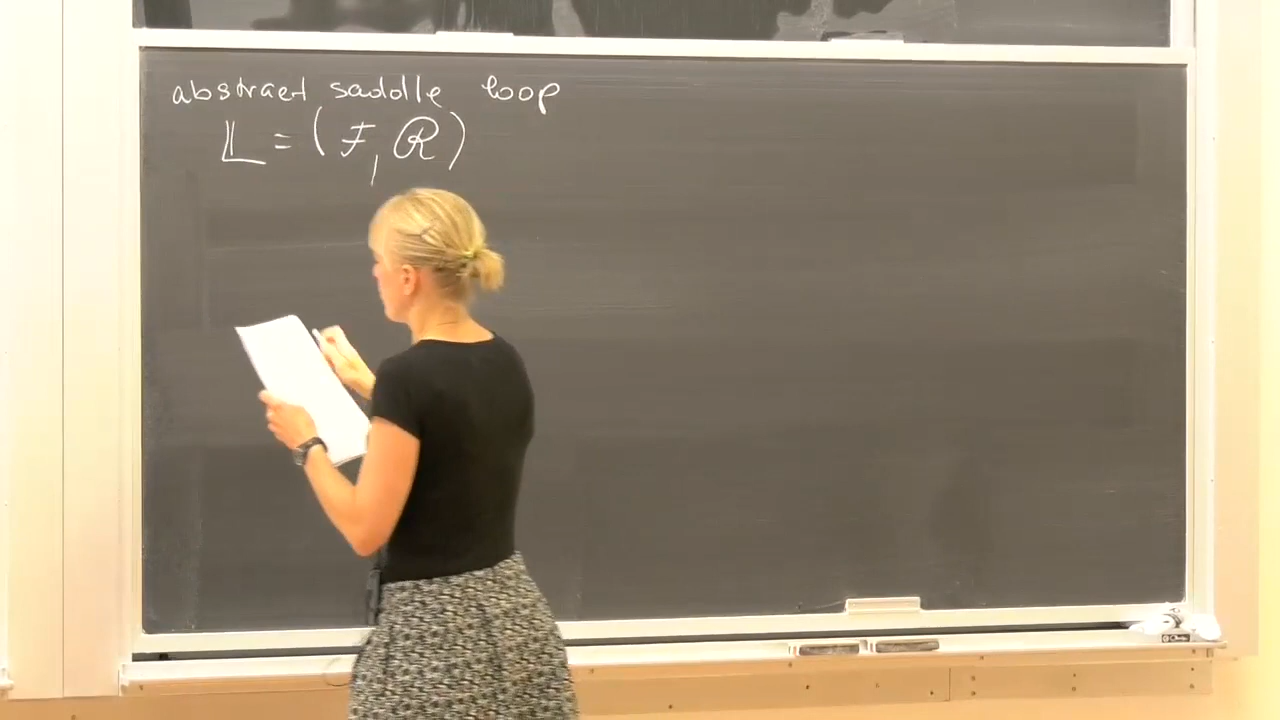 abstract saddle loop
𝕃 = (ℱ, ℛ)